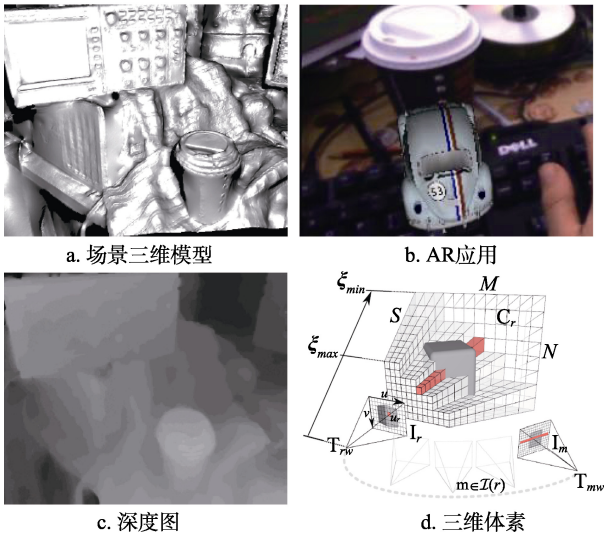 a. 场景三维模型
53
DELL
b. AR应用
c. 深度图
ξmin
M
S
Cr
ξmax
N
u
v
ur
Ir
Im
Trw
Tmw
m∈I(r)
d. 三维体素